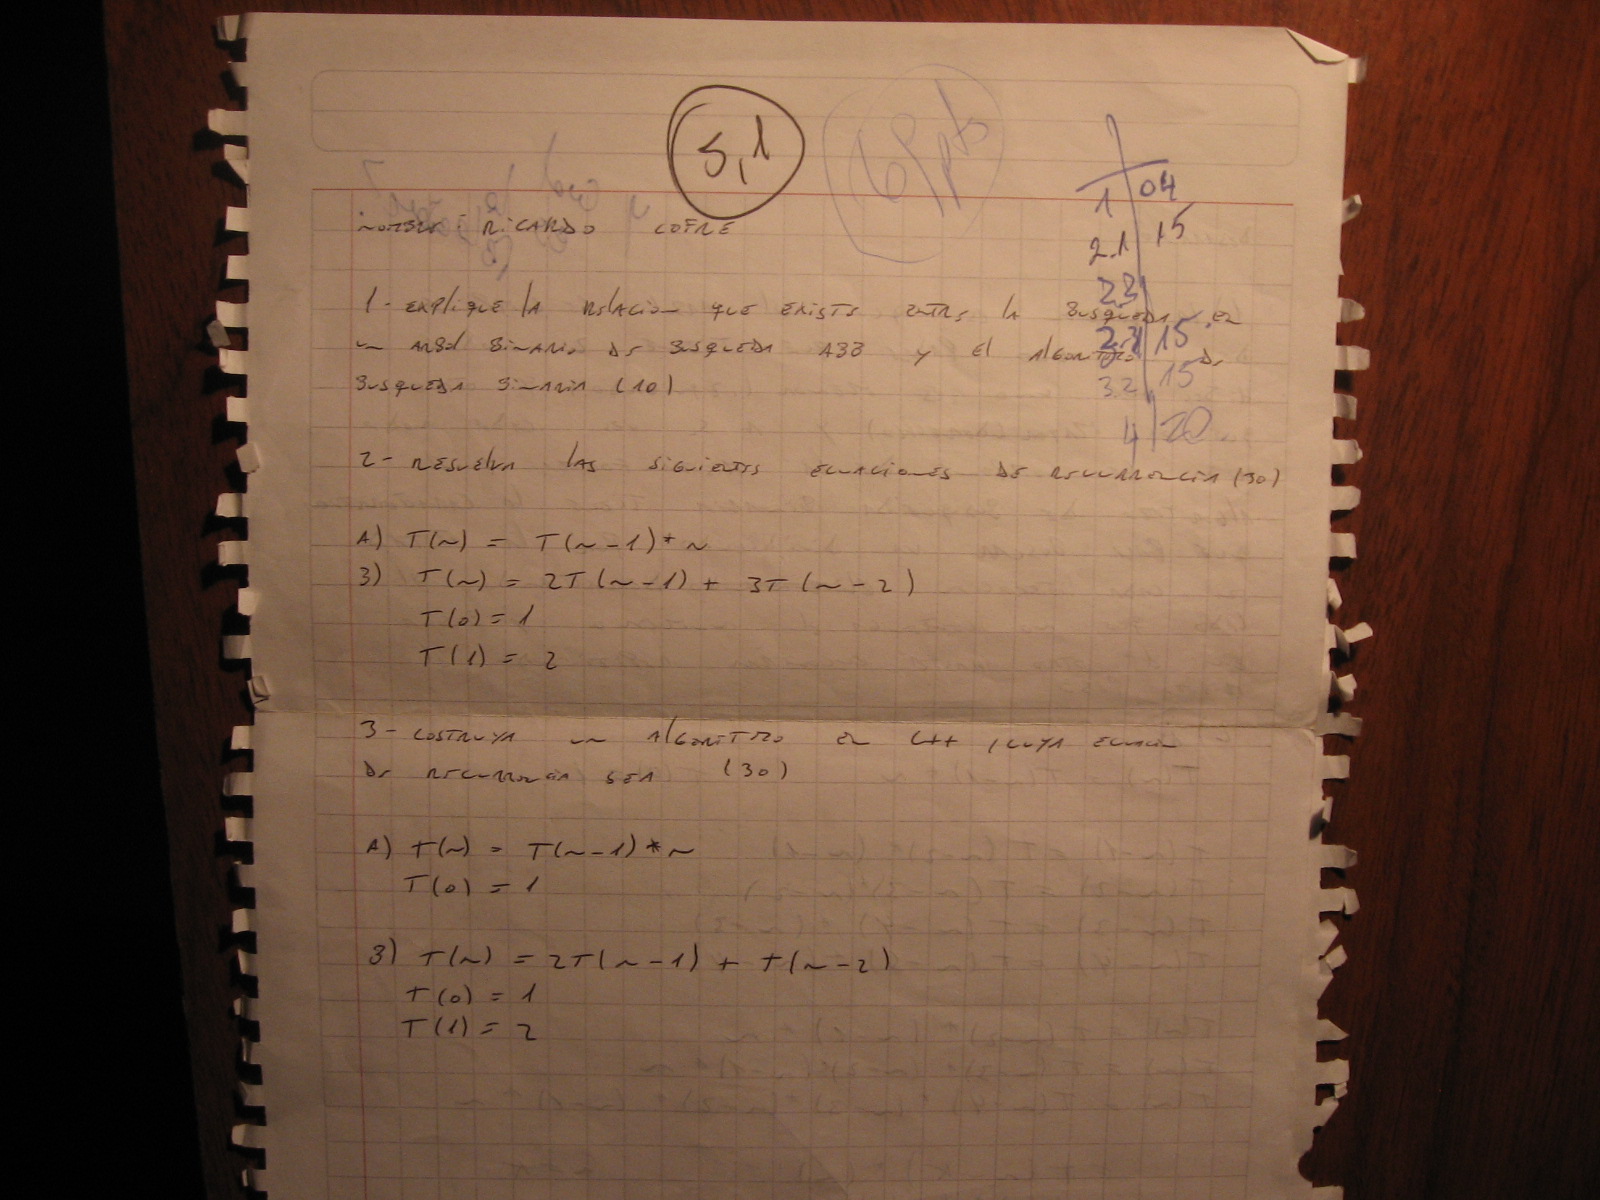 5,1
69 pts
1 04
2.1 15
2.3
2.3 15
3.2 15
4 20
NOMBRE: RICARDO COFRE
1- EXPLIQUE LA RELACION QUE EXISTE ENTRE LA BUSQUEDA EN
UN ARBOL BINARIO DE BUSQUEDA ABB Y EL ALGORITMO DE
BUSQUEDA BINARIA (10)
2- RESUELVA LAS SIGUIENTES ECUACIONES DE RECURRENCIA (30)
A) T(n) = T(n-1)*n
B) T(n) = 2T(n-1) + 3T(n-2)
T(0) = 1
T(1) = 2
3- COSTRUYA UN ALGORITMO EN C++, CUYA
DE RECURRENCIA SEA (30)
A) T(n) = T(n-1)*n
T(0) = 1
B) T(n) = 2T(n-1) + T(n-2)
T(0) = 1
T(1) = 2